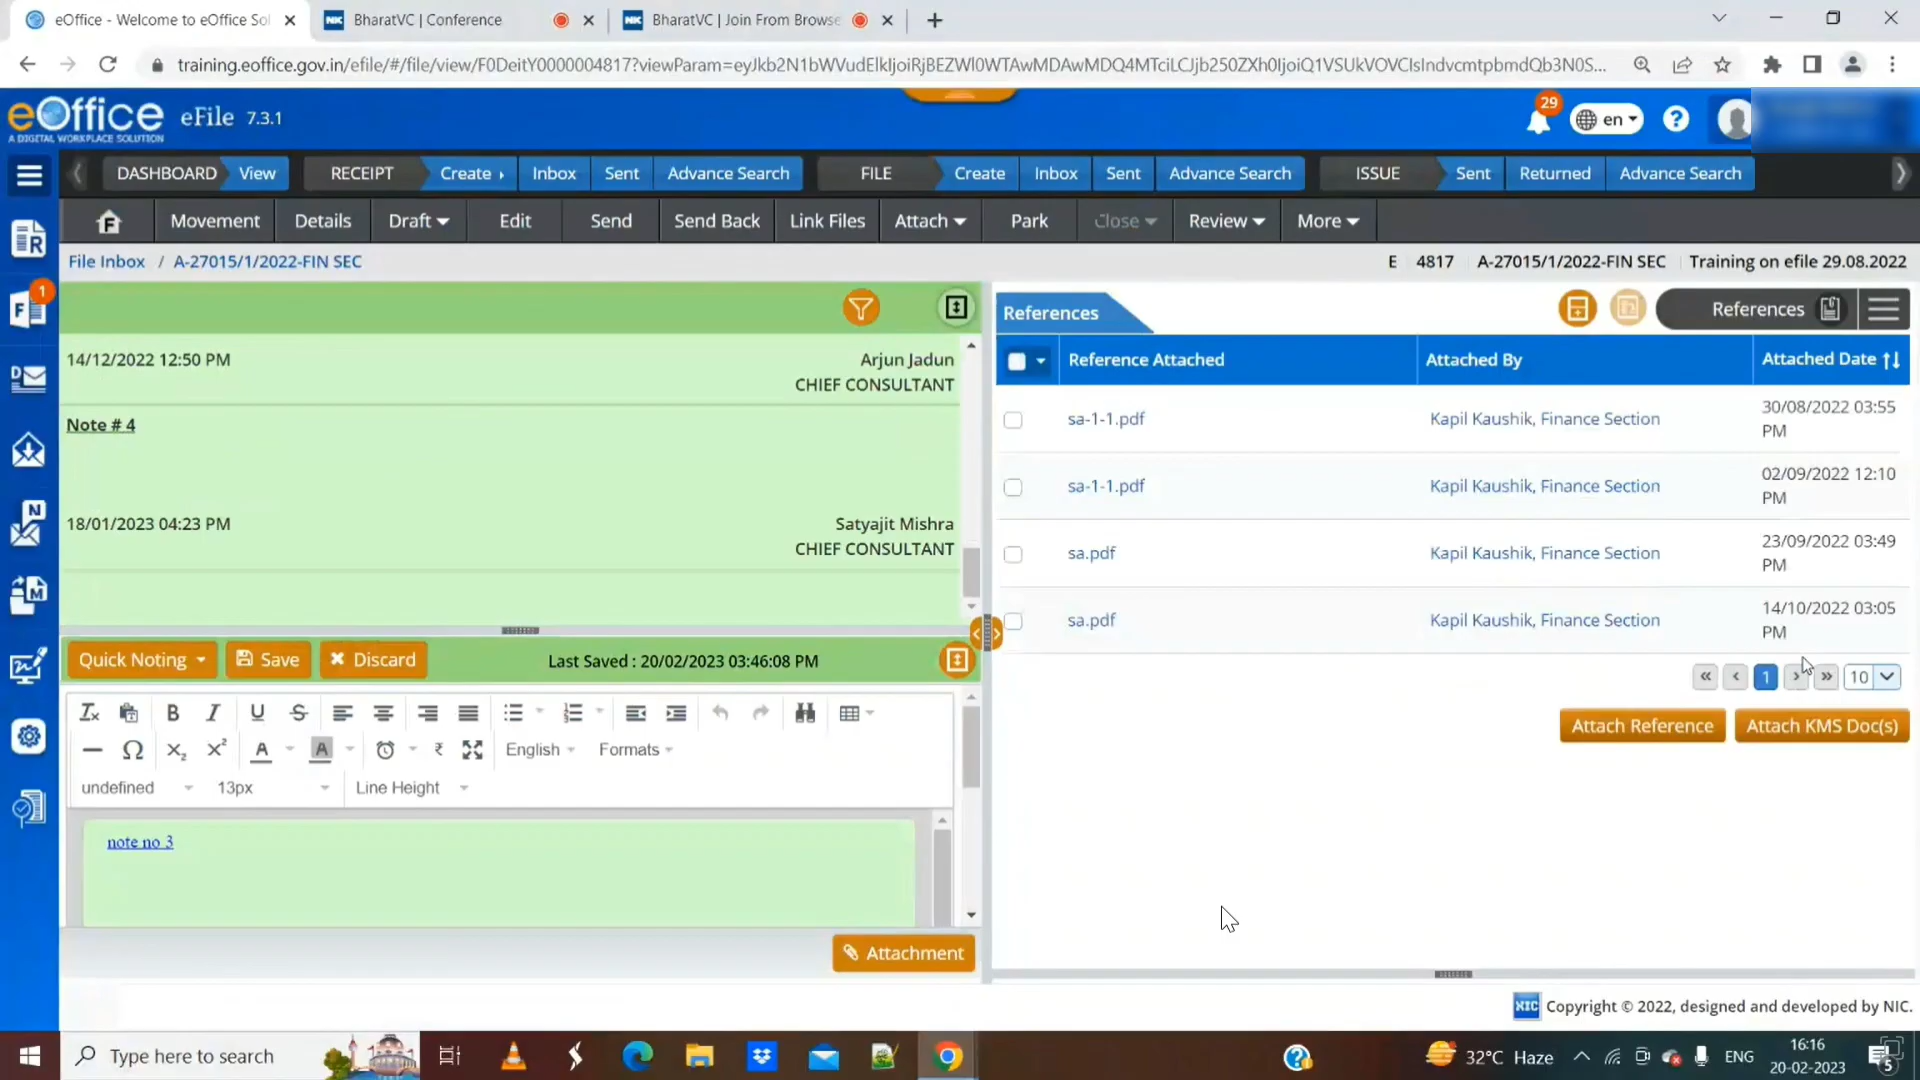 eOffice - Welcome to eOffice Sol
BharatVC | Conference
BharatVC | Join From Browse
training.eoffice.gov.in/efile/#/file/view/F0DeitY0000004817?viewParam=
eOffice eFile 7.3.1
A DIGITAL WORKPLACE SOLUTION
29
en
DASHBOARD View RECEIPT Create Inbox Sent Advance Search FILE Create Inbox Sent Advance Search ISSUE Sent Returned Advance Search
Movement Details Draft Edit Send Send Back Link Files Attach Park Close Review More
File Inbox / A-27015/1/2022-FIN SEC
E 4817 A-27015/1/2022-FIN SEC Training on efile 29.08.2022
1
14/12/2022 12:50 PM
Arjun Jadun
CHIEF CONSULTANT
Note # 4
18/01/2023 04:23 PM
Satyajit Mishra
CHIEF CONSULTANT
Quick Noting Save Discard Last Saved : 20/02/2023 03:46:08 PM
English Formats
undefined 13px Line Height
note no 3
Attachment
References
References
Reference Attached Attached By Attached Date
sa-1-1.pdf Kapil Kaushik, Finance Section 30/08/2022 03:55
PM
sa-1-1.pdf Kapil Kaushik, Finance Section 02/09/2022 12:10
PM
sa.pdf Kapil Kaushik, Finance Section 23/09/2022 03:49
PM
sa.pdf Kapil Kaushik, Finance Section 14/10/2022 03:05
PM
« ‹ 1 › » 10
Attach Reference Attach KMS Doc(s)
NIC Copyright © 2022, designed and developed by NIC.
Type here to search
32°C Haze
ENG
16:16
20-02-2023
5